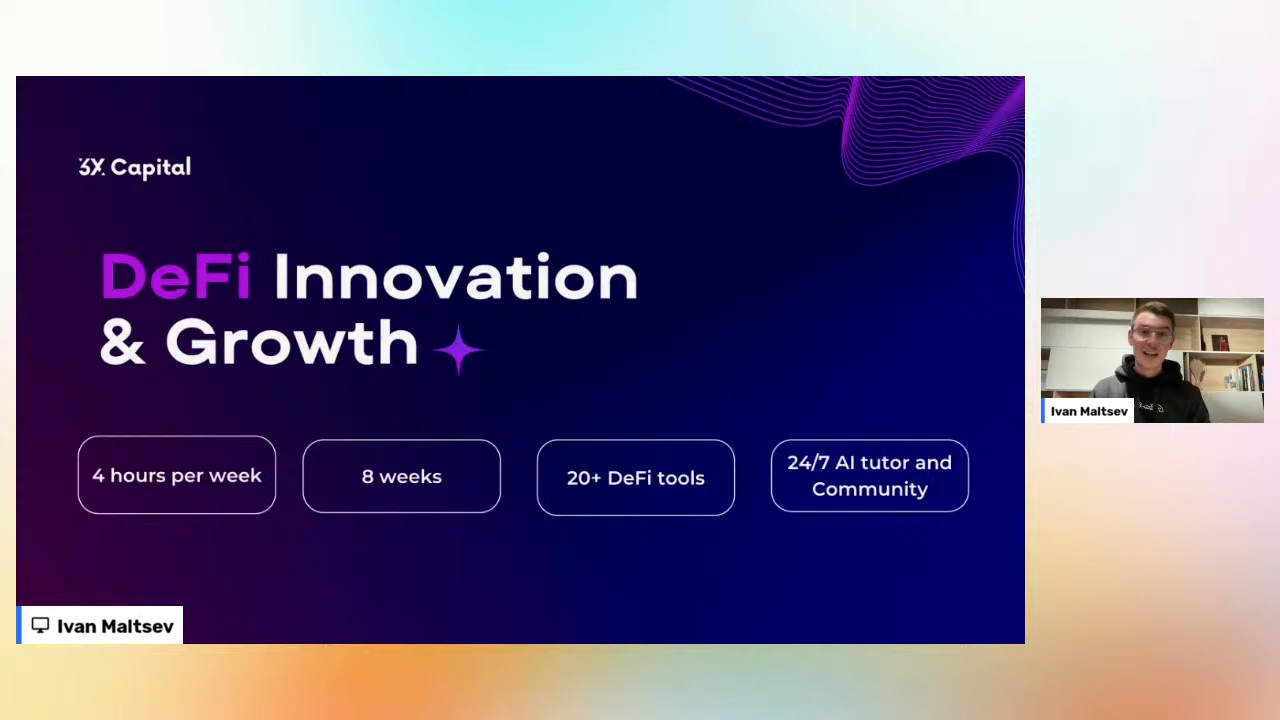 3X Capital
DeFi Innovation
& Growth
4 hours per week
8 weeks
20+ DeFi tools
24/7 AI tutor and
Community
Ivan Maltsev
Ivan Maltsev